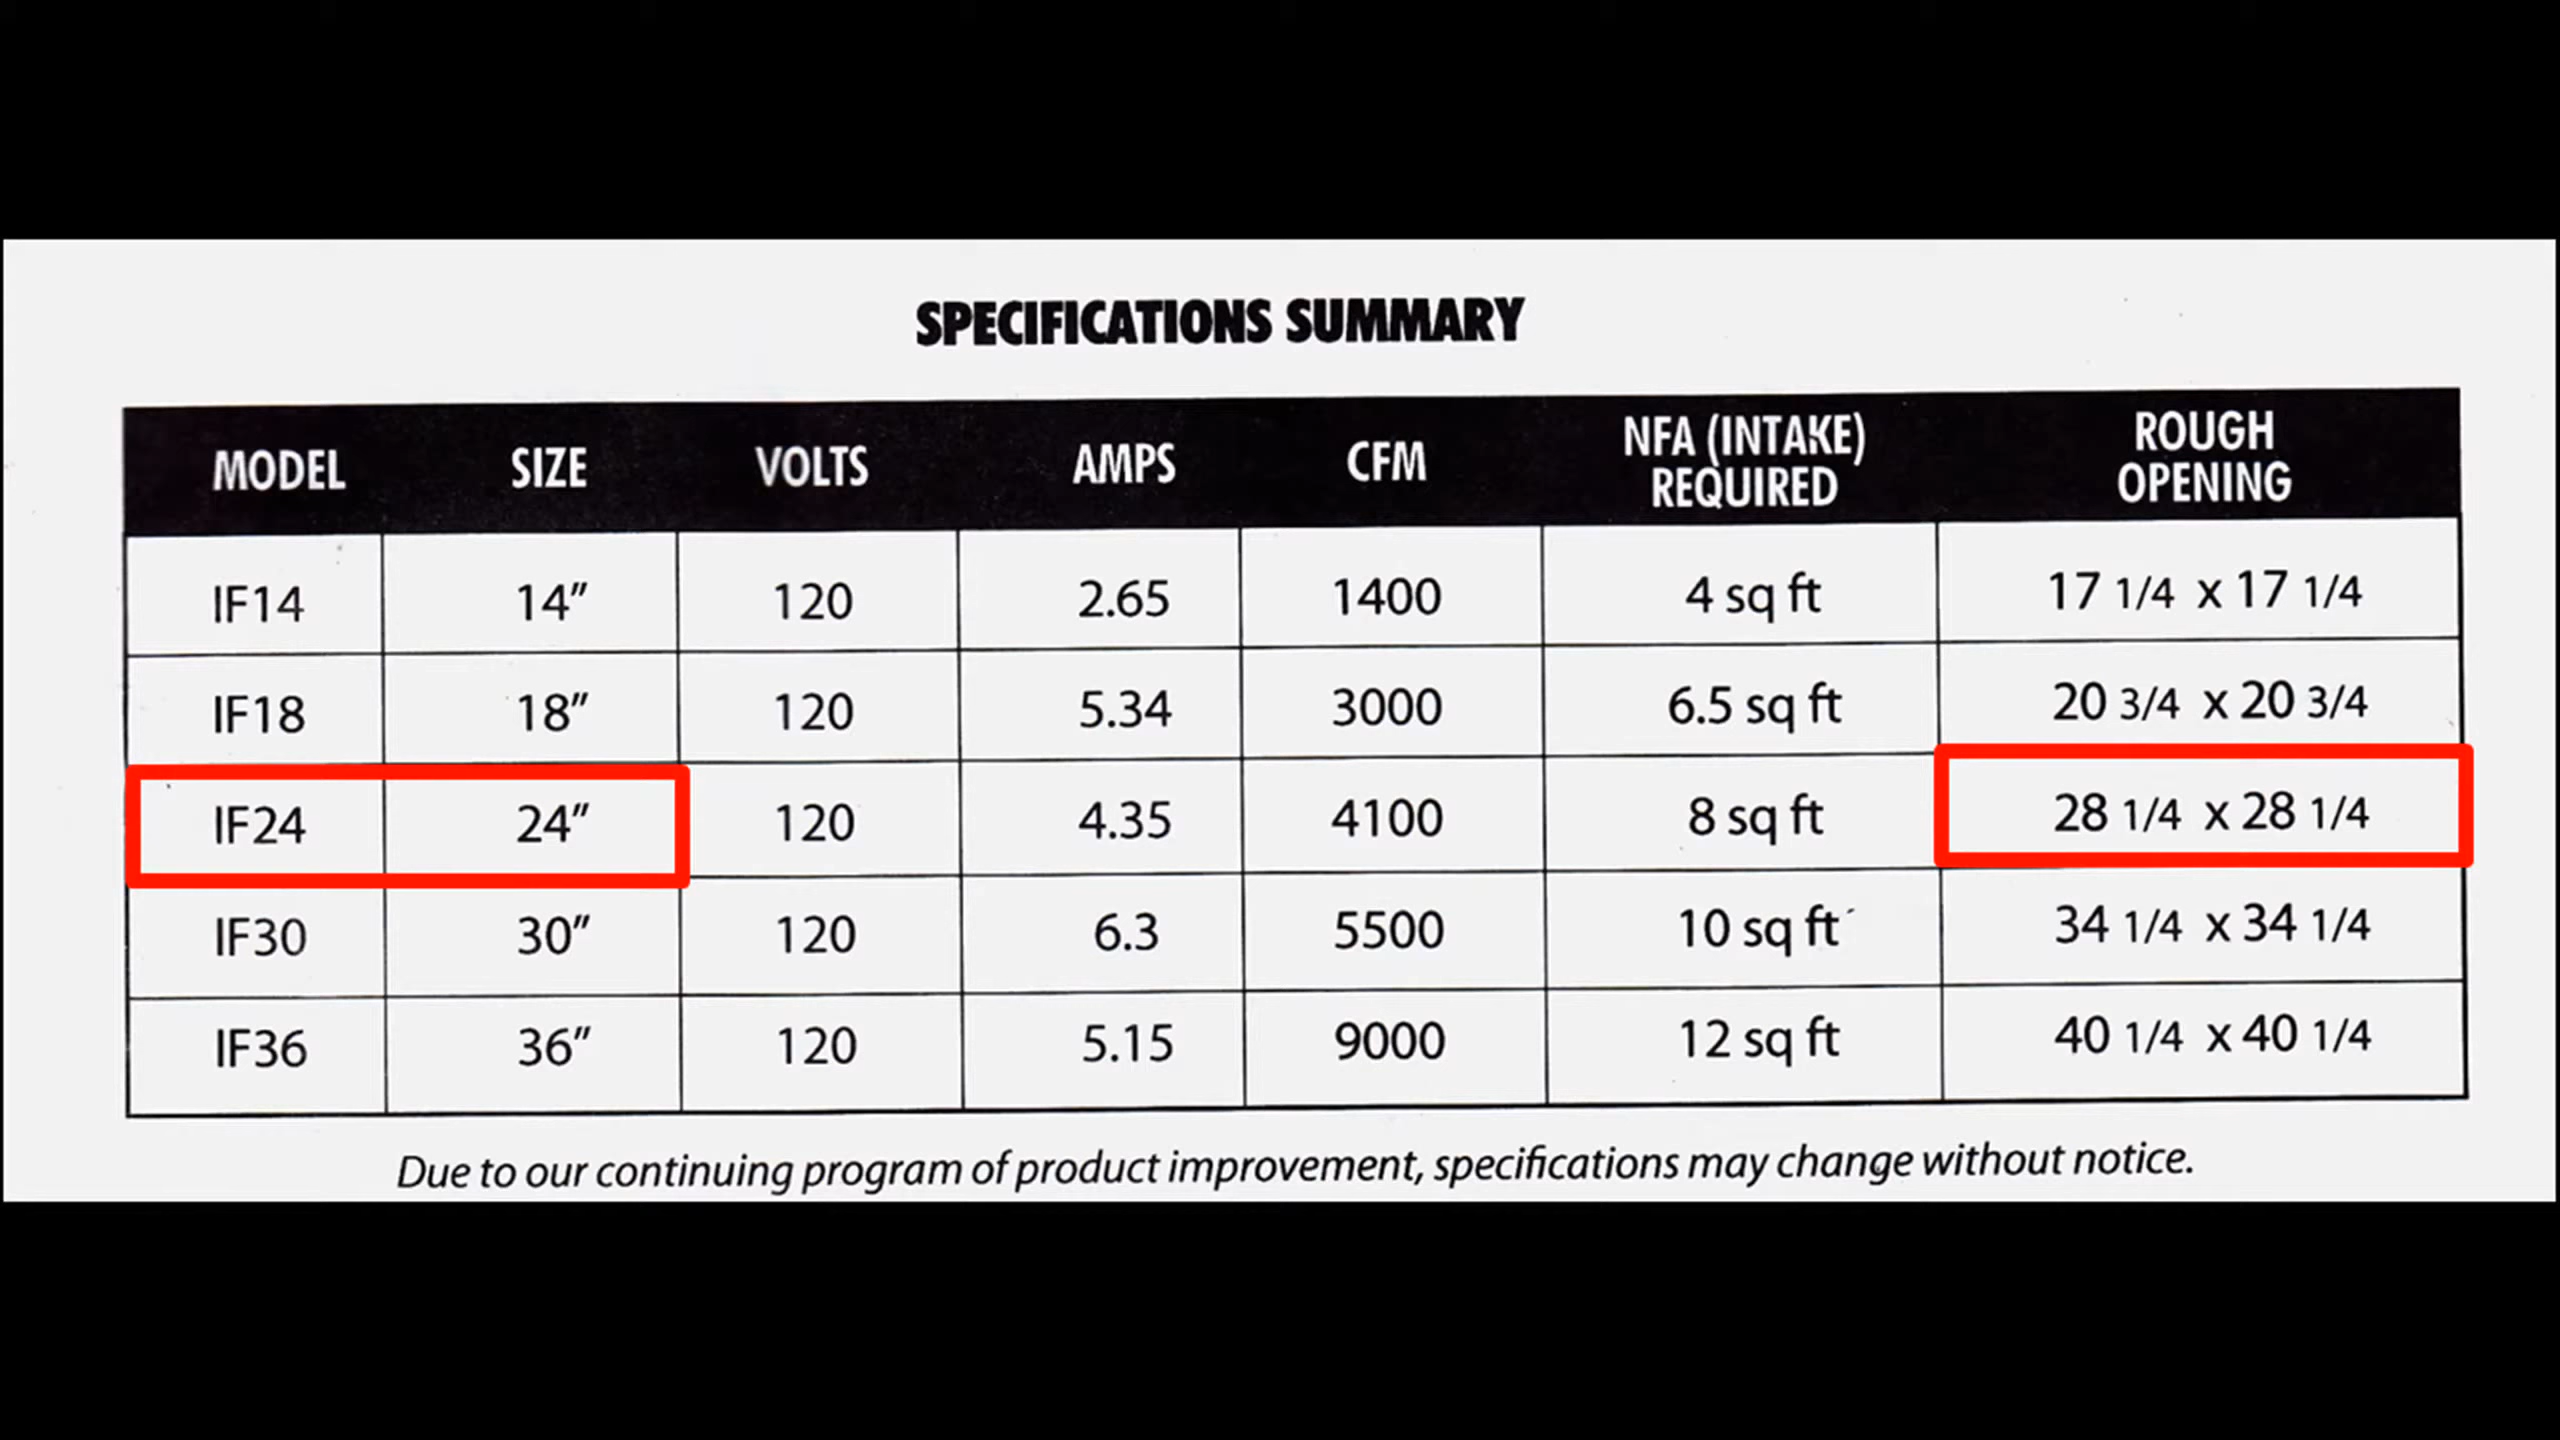 SPECIFICATIONS SUMMARY
MODEL SIZE VOLTS AMPS CFM NFA (INTAKE) REQUIRED ROUGH OPENING
IF14 14” 120 2.65 1400 4 sq ft 17 1/4 x 17 1/4
IF18 18” 120 5.34 3000 6.5 sq ft 20 3/4 x 20 3/4
IF24 24” 120 4.35 4100 8 sq ft 28 1/4 x 28 1/4
IF30 30” 120 6.3 5500 10 sq ft 34 1/4 x 34 1/4
IF36 36” 120 5.15 9000 12 sq ft 40 1/4 x 40 1/4
Due to our continuing program of product improvement, specifications may change without notice.